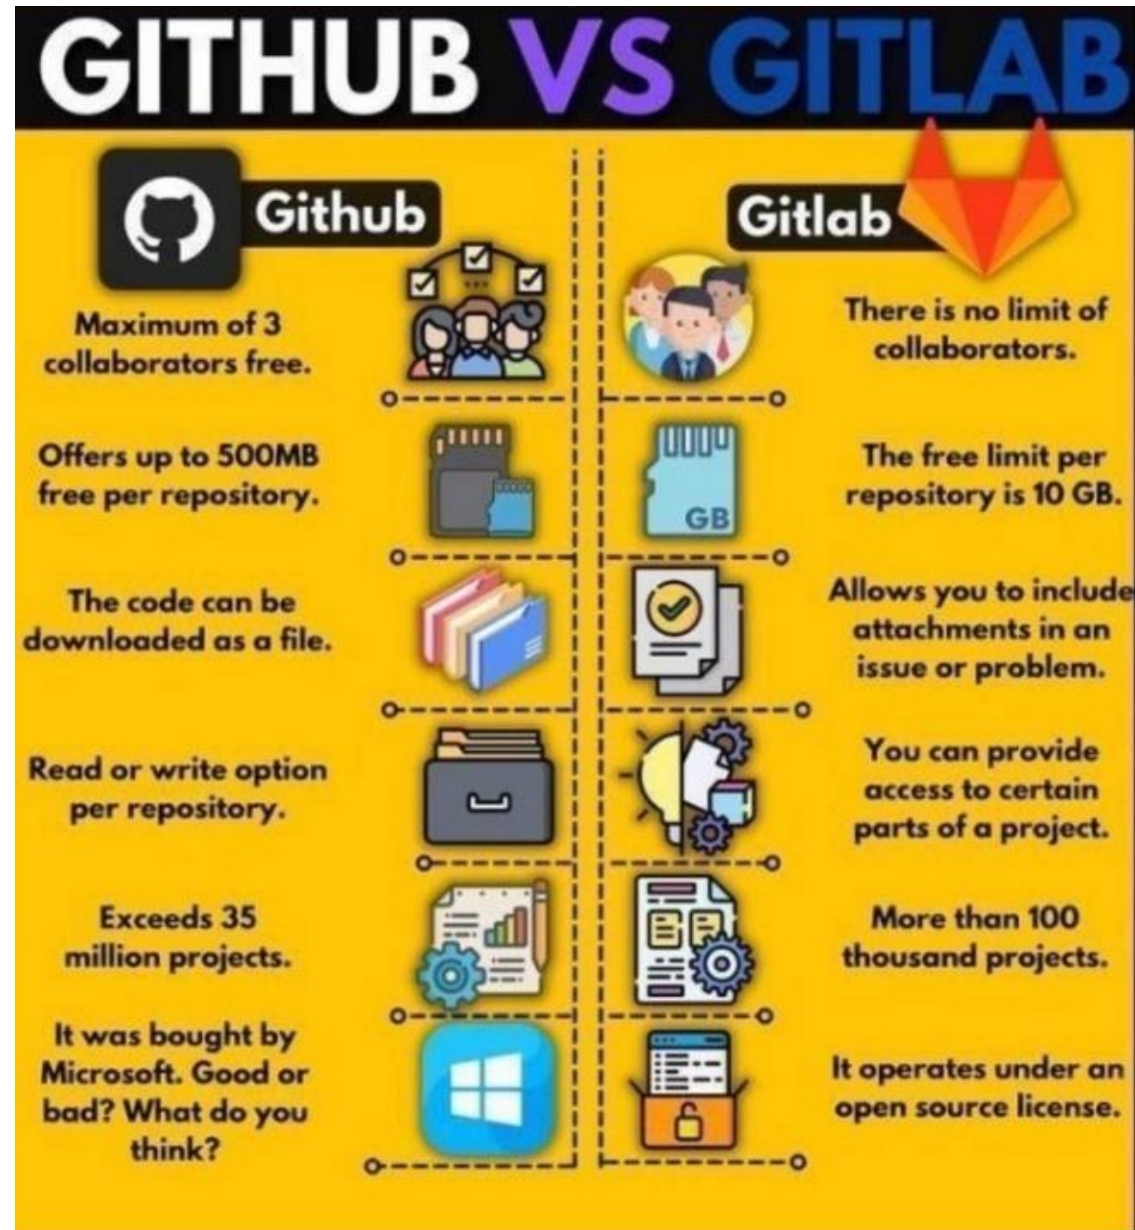 GITHUB VS GITLAB
Github
Maximum of 3
collaborators free.
Offers up to 500MB
free per repository.
The code can be
downloaded as a file.
Read or write option
per repository.
Exceeds 35
million projects.
It was bought by
Microsoft. Good or
bad? What do you
think?
Gitlab
There is no limit of
collaborators.
The free limit per
repository is 10 GB.
GB
Allows you to include
attachments in an
issue or problem.
You can provide
access to certain
parts of a project.
More than 100
thousand projects.
It operates under an
open source license.